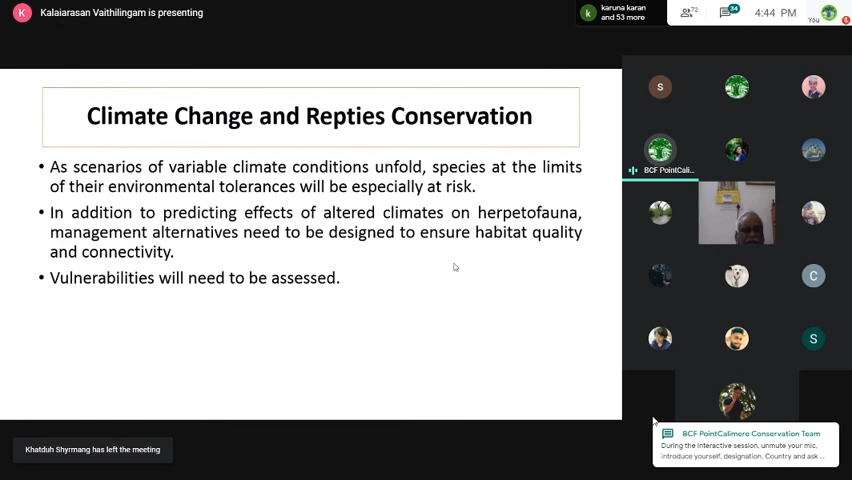 K
Kalaiarasan Vaithilingam is presenting
k
karuna karan
and 53 more
72
34
4:44 PM
You
Climate Change and Repties Conservation
• As scenarios of variable climate conditions unfold, species at the limits
of their environmental tolerances will be especially at risk.
• In addition to predicting effects of altered climates on herpetofauna,
management alternatives need to be designed to ensure habitat quality
and connectivity.
• Vulnerabilities will need to be assessed.
S
BCF PointCali...
C
S
Khatduh Shyrmang has left the meeting
BCF PointCalimere Conservation Team
During the Interactive session, unmute your mic,
introduce yourself, designation, Country and ask ...